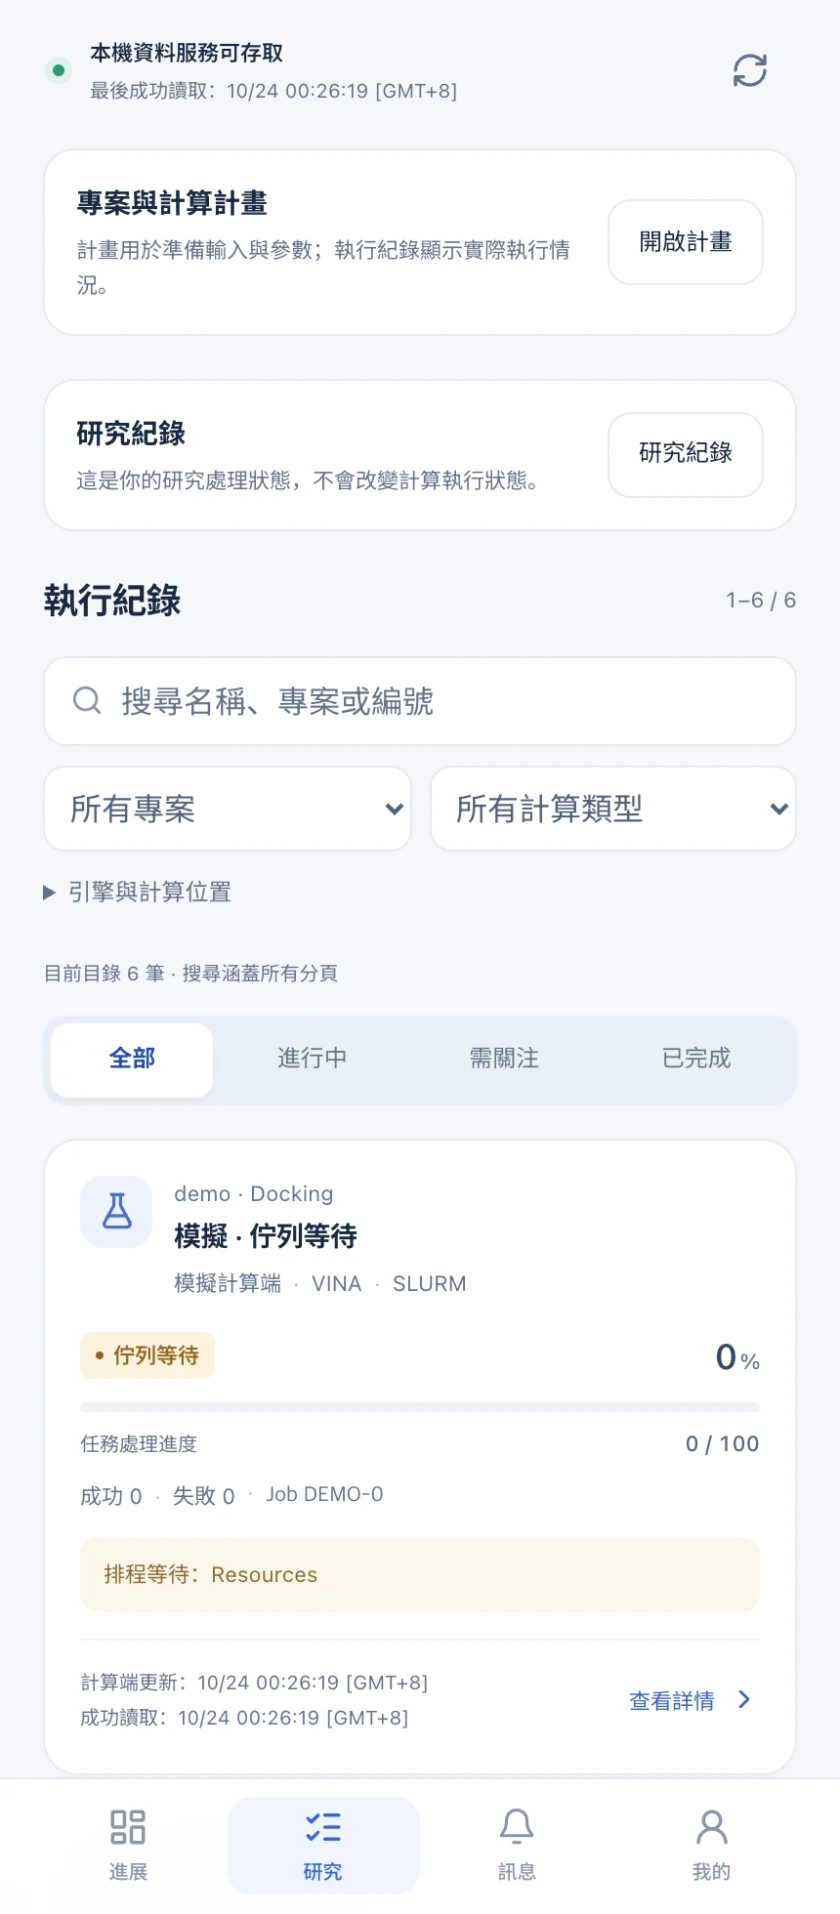 本機資料服務可存取
最後成功讀取：10/24 00:26:19 [GMT+8]
專案與計算計畫
計畫用於準備輸入與參數；執行紀錄顯示實際執行情
況。
開啟計畫
研究紀錄
這是你的研究處理狀態，不會改變計算執行狀態。
研究紀錄
執行紀錄
1–6 / 6
搜尋名稱、專案或編號
所有專案
所有計算類型
引擎與計算位置
目前目錄 6 筆 · 搜尋涵蓋所有分頁
全部
進行中
需關注
已完成
demo · Docking
模擬 · 佇列等待
模擬計算端 · VINA · SLURM
佇列等待
0%
任務處理進度
0 / 100
成功 0 · 失敗 0 · Job DEMO-0
排程等待：Resources
計算端更新：10/24 00:26:19 [GMT+8]
成功讀取：10/24 00:26:19 [GMT+8]
查看詳情
進展
研究
訊息
我的